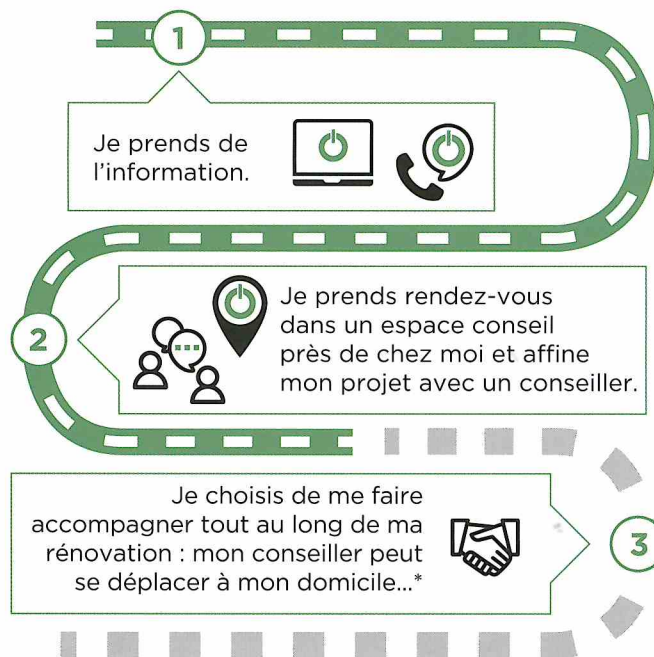 1
Je prends de
l'information.
2
Je prends rendez-vous
dans un espace conseil
près de chez moi et affine
mon projet avec un conseiller.
Je choisis de me faire
accompagner tout au long de ma
rénovation : mon conseiller peut
se déplacer à mon domicile...*
3